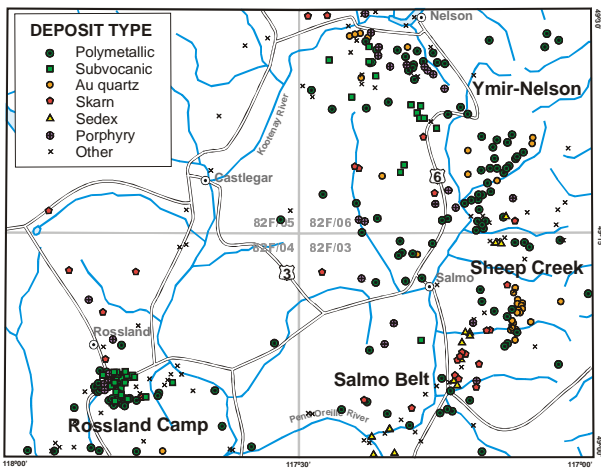 DEPOSIT TYPE
Polymetallic
Subvocanic
Au quartz
Skarn
Sedex
Porphyry
Other
Nelson
Ymir-Nelson
Kootenay River
6
Castlegar
82F/05
82F/06
82F/04
82F/03
3
Sheep Creek
Salmo
Rossland
Salmo Belt
Pend Oreille River
Rossland Camp
49°00'
118°00'
117°30'
117°00'